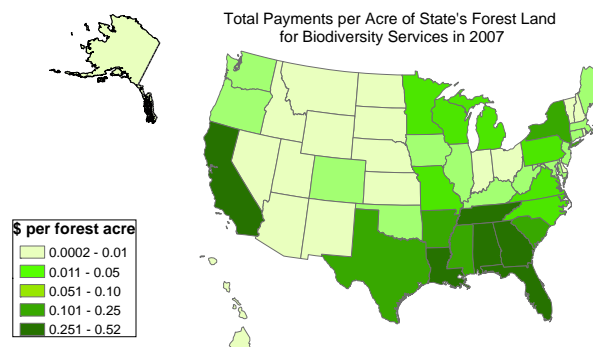 Total Payments per Acre of State's Forest Land
for Biodiversity Services in 2007
$ per forest acre
0.0002 - 0.01
0.011 - 0.05
0.051 - 0.10
0.101 - 0.25
0.251 - 0.52